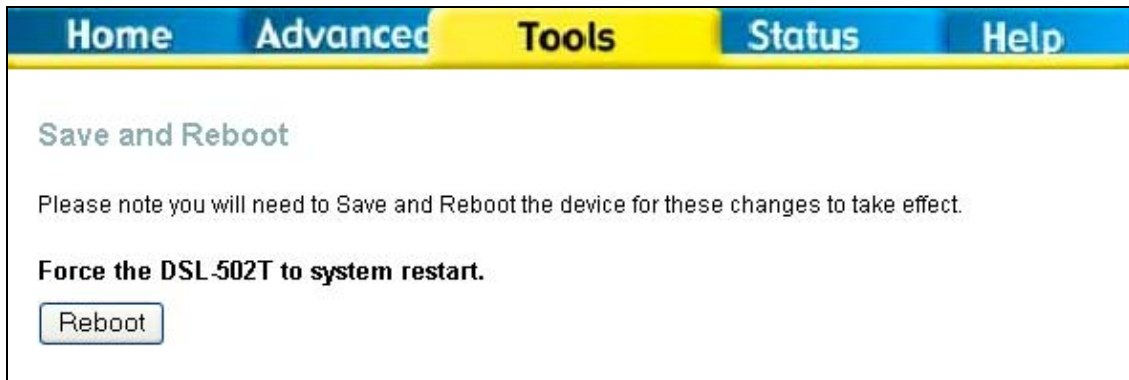 Home Advanced Tools Status Help
Save and Reboot
Please note you will need to Save and Reboot the device for these changes to take effect.
Force the DSL-502T to system restart.
Reboot